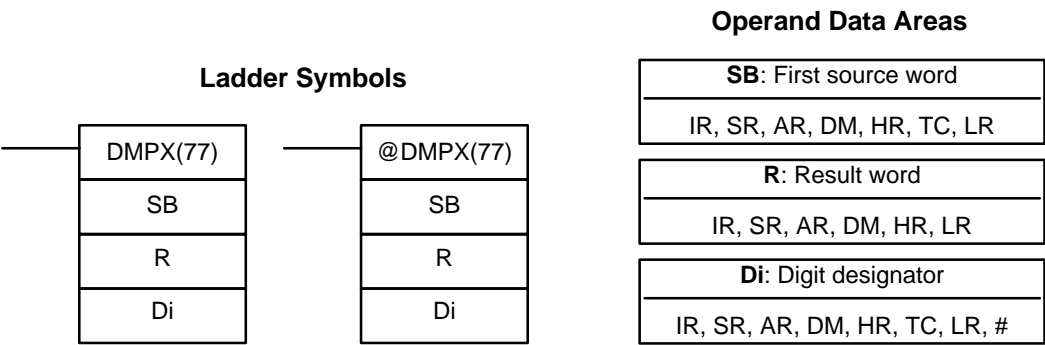 Ladder Symbols
DMPX(77)
SB
R
Di
@DMPX(77)
SB
R
Di
Operand Data Areas
SB: First source word
IR, SR, AR, DM, HR, TC, LR
R: Result word
IR, SR, AR, DM, HR, LR
Di: Digit designator
IR, SR, AR, DM, HR, TC, LR, #